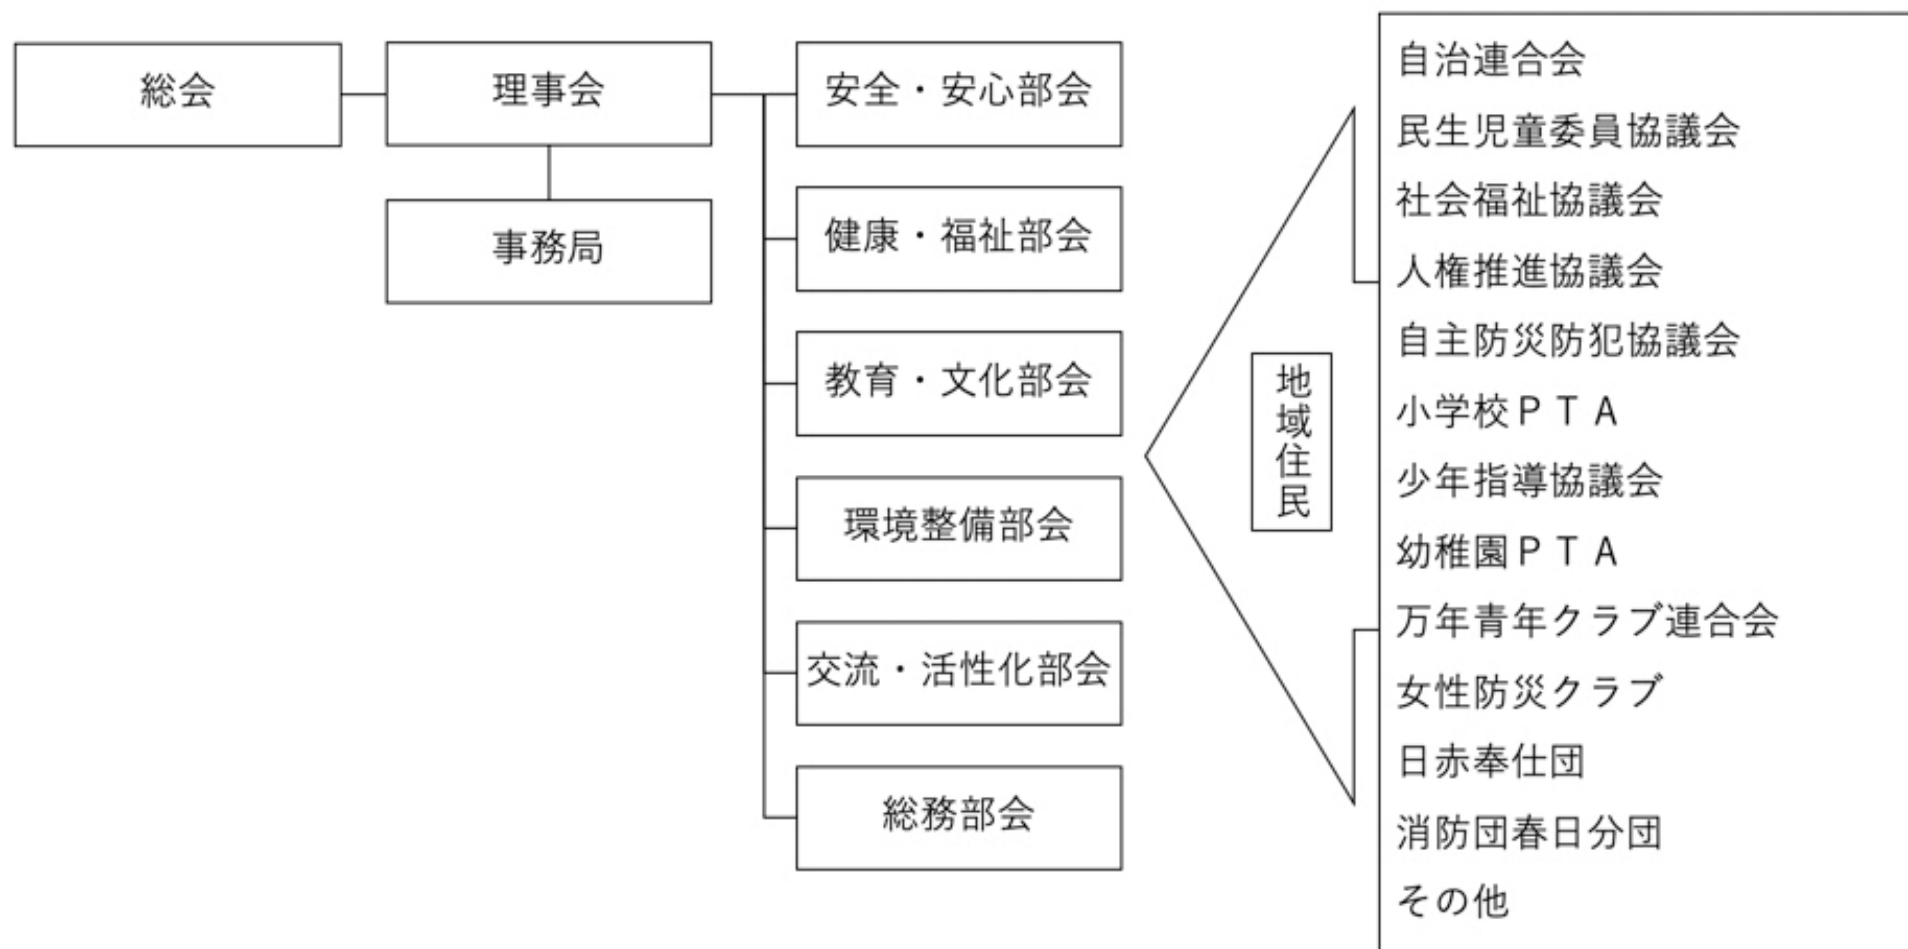 総会
理事会
事務局
安全・安心部会
健康・福祉部会
教育・文化部会
環境整備部会
交流・活性化部会
総務部会
地域住民
自治連合会
民生児童委員協議会
社会福祉協議会
人権推進協議会
自主防災防犯協議会
小学校ＰＴＡ
少年指導協議会
幼稚園ＰＴＡ
万年青年クラブ連合会
女性防災クラブ
日赤奉仕団
消防団春日分団
その他